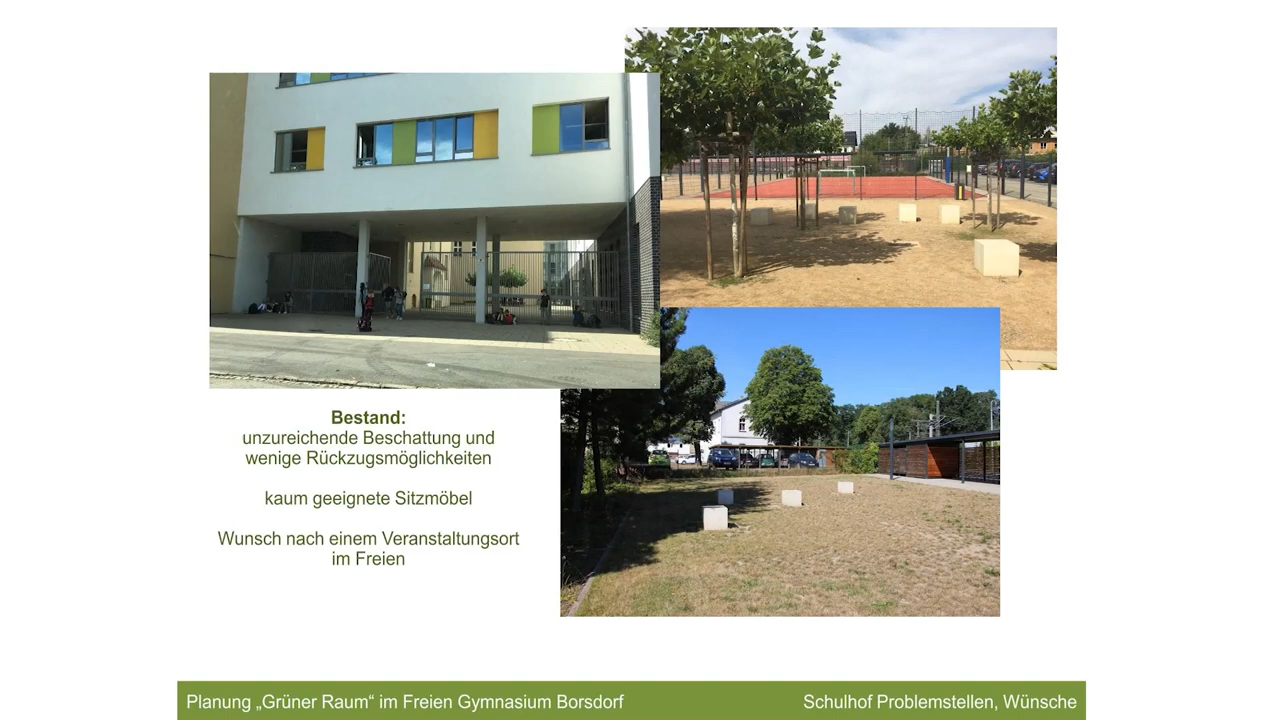 Bestand:
unzureichende Beschattung und
wenige Rückzugsmöglichkeiten
kaum geeignete Sitzmöbel
Wunsch nach einem Veranstaltungsort
im Freien
Planung „Grüner Raum“ im Freien Gymnasium Borsdorf
Schulhof Problemstellen, Wünsche